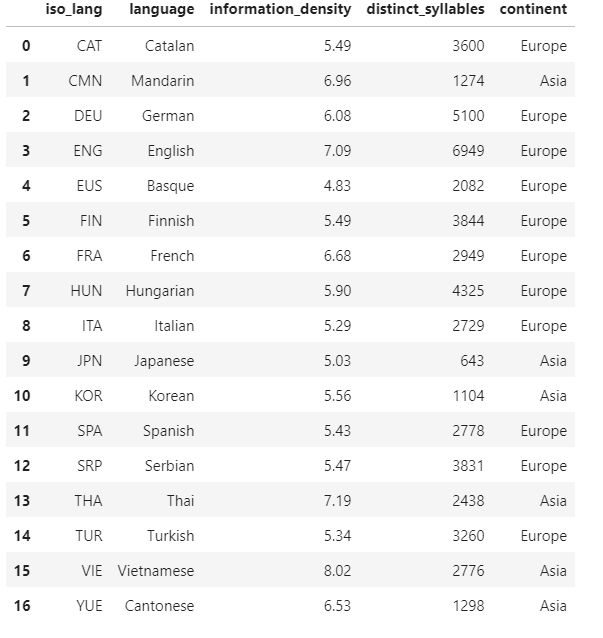 iso_lang language information_density distinct_syllables continent
0 CAT Catalan 5.49 3600 Europe
1 CMN Mandarin 6.96 1274 Asia
2 DEU German 6.08 5100 Europe
3 ENG English 7.09 6949 Europe
4 EUS Basque 4.83 2082 Europe
5 FIN Finnish 5.49 3844 Europe
6 FRA French 6.68 2949 Europe
7 HUN Hungarian 5.90 4325 Europe
8 ITA Italian 5.29 2729 Europe
9 JPN Japanese 5.03 643 Asia
10 KOR Korean 5.56 1104 Asia
11 SPA Spanish 5.43 2778 Europe
12 SRP Serbian 5.47 3831 Europe
13 THA Thai 7.19 2438 Asia
14 TUR Turkish 5.34 3260 Europe
15 VIE Vietnamese 8.02 2776 Asia
16 YUE Cantonese 6.53 1298 Asia